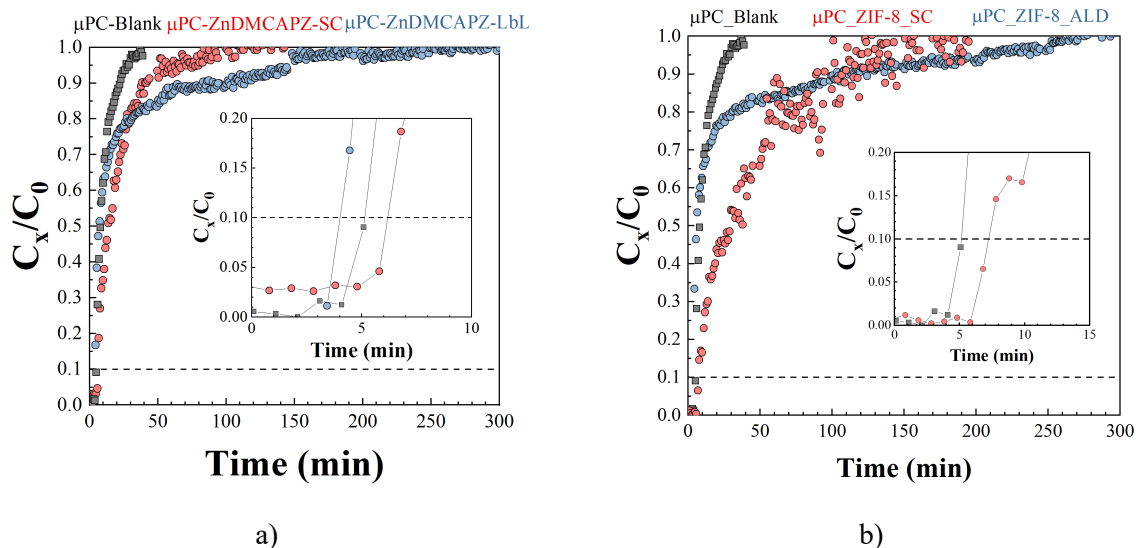 μPC-Blank μPC-ZnDMCAPZ-SC μPC-ZnDMCAPZ-LbL
1.0
0.9
0.8
0.7
0.6
0.5
0.4
0.3
0.2
0.1
0.0
Cx/C0
0 50 100 150 200 250 300
Time (min)
0.20
0.15
0.10
0.05
0.00
Cx/C0
0 5 10
Time (min)
a)
μPC_Blank μPC_ZIF-8_SC μPC_ZIF-8_ALD
1.0
0.9
0.8
0.7
0.6
0.5
0.4
0.3
0.2
0.1
0.0
Cx/C0
0 50 100 150 200 250 300
Time (min)
0.20
0.15
0.10
0.05
0.00
Cx/C0
0 5 10 15
Time (min)
b)